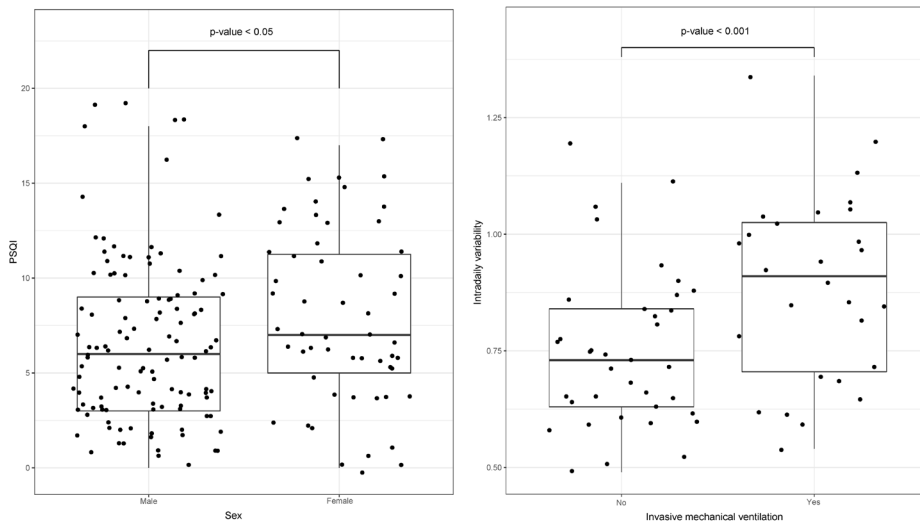 p-value < 0.05
20
15
10
5
0
PSQI
Male
Female
Sex
p-value < 0.001
1.25
1.00
0.75
0.50
Intradaily variability
No
Yes
Invasive mechanical ventilation